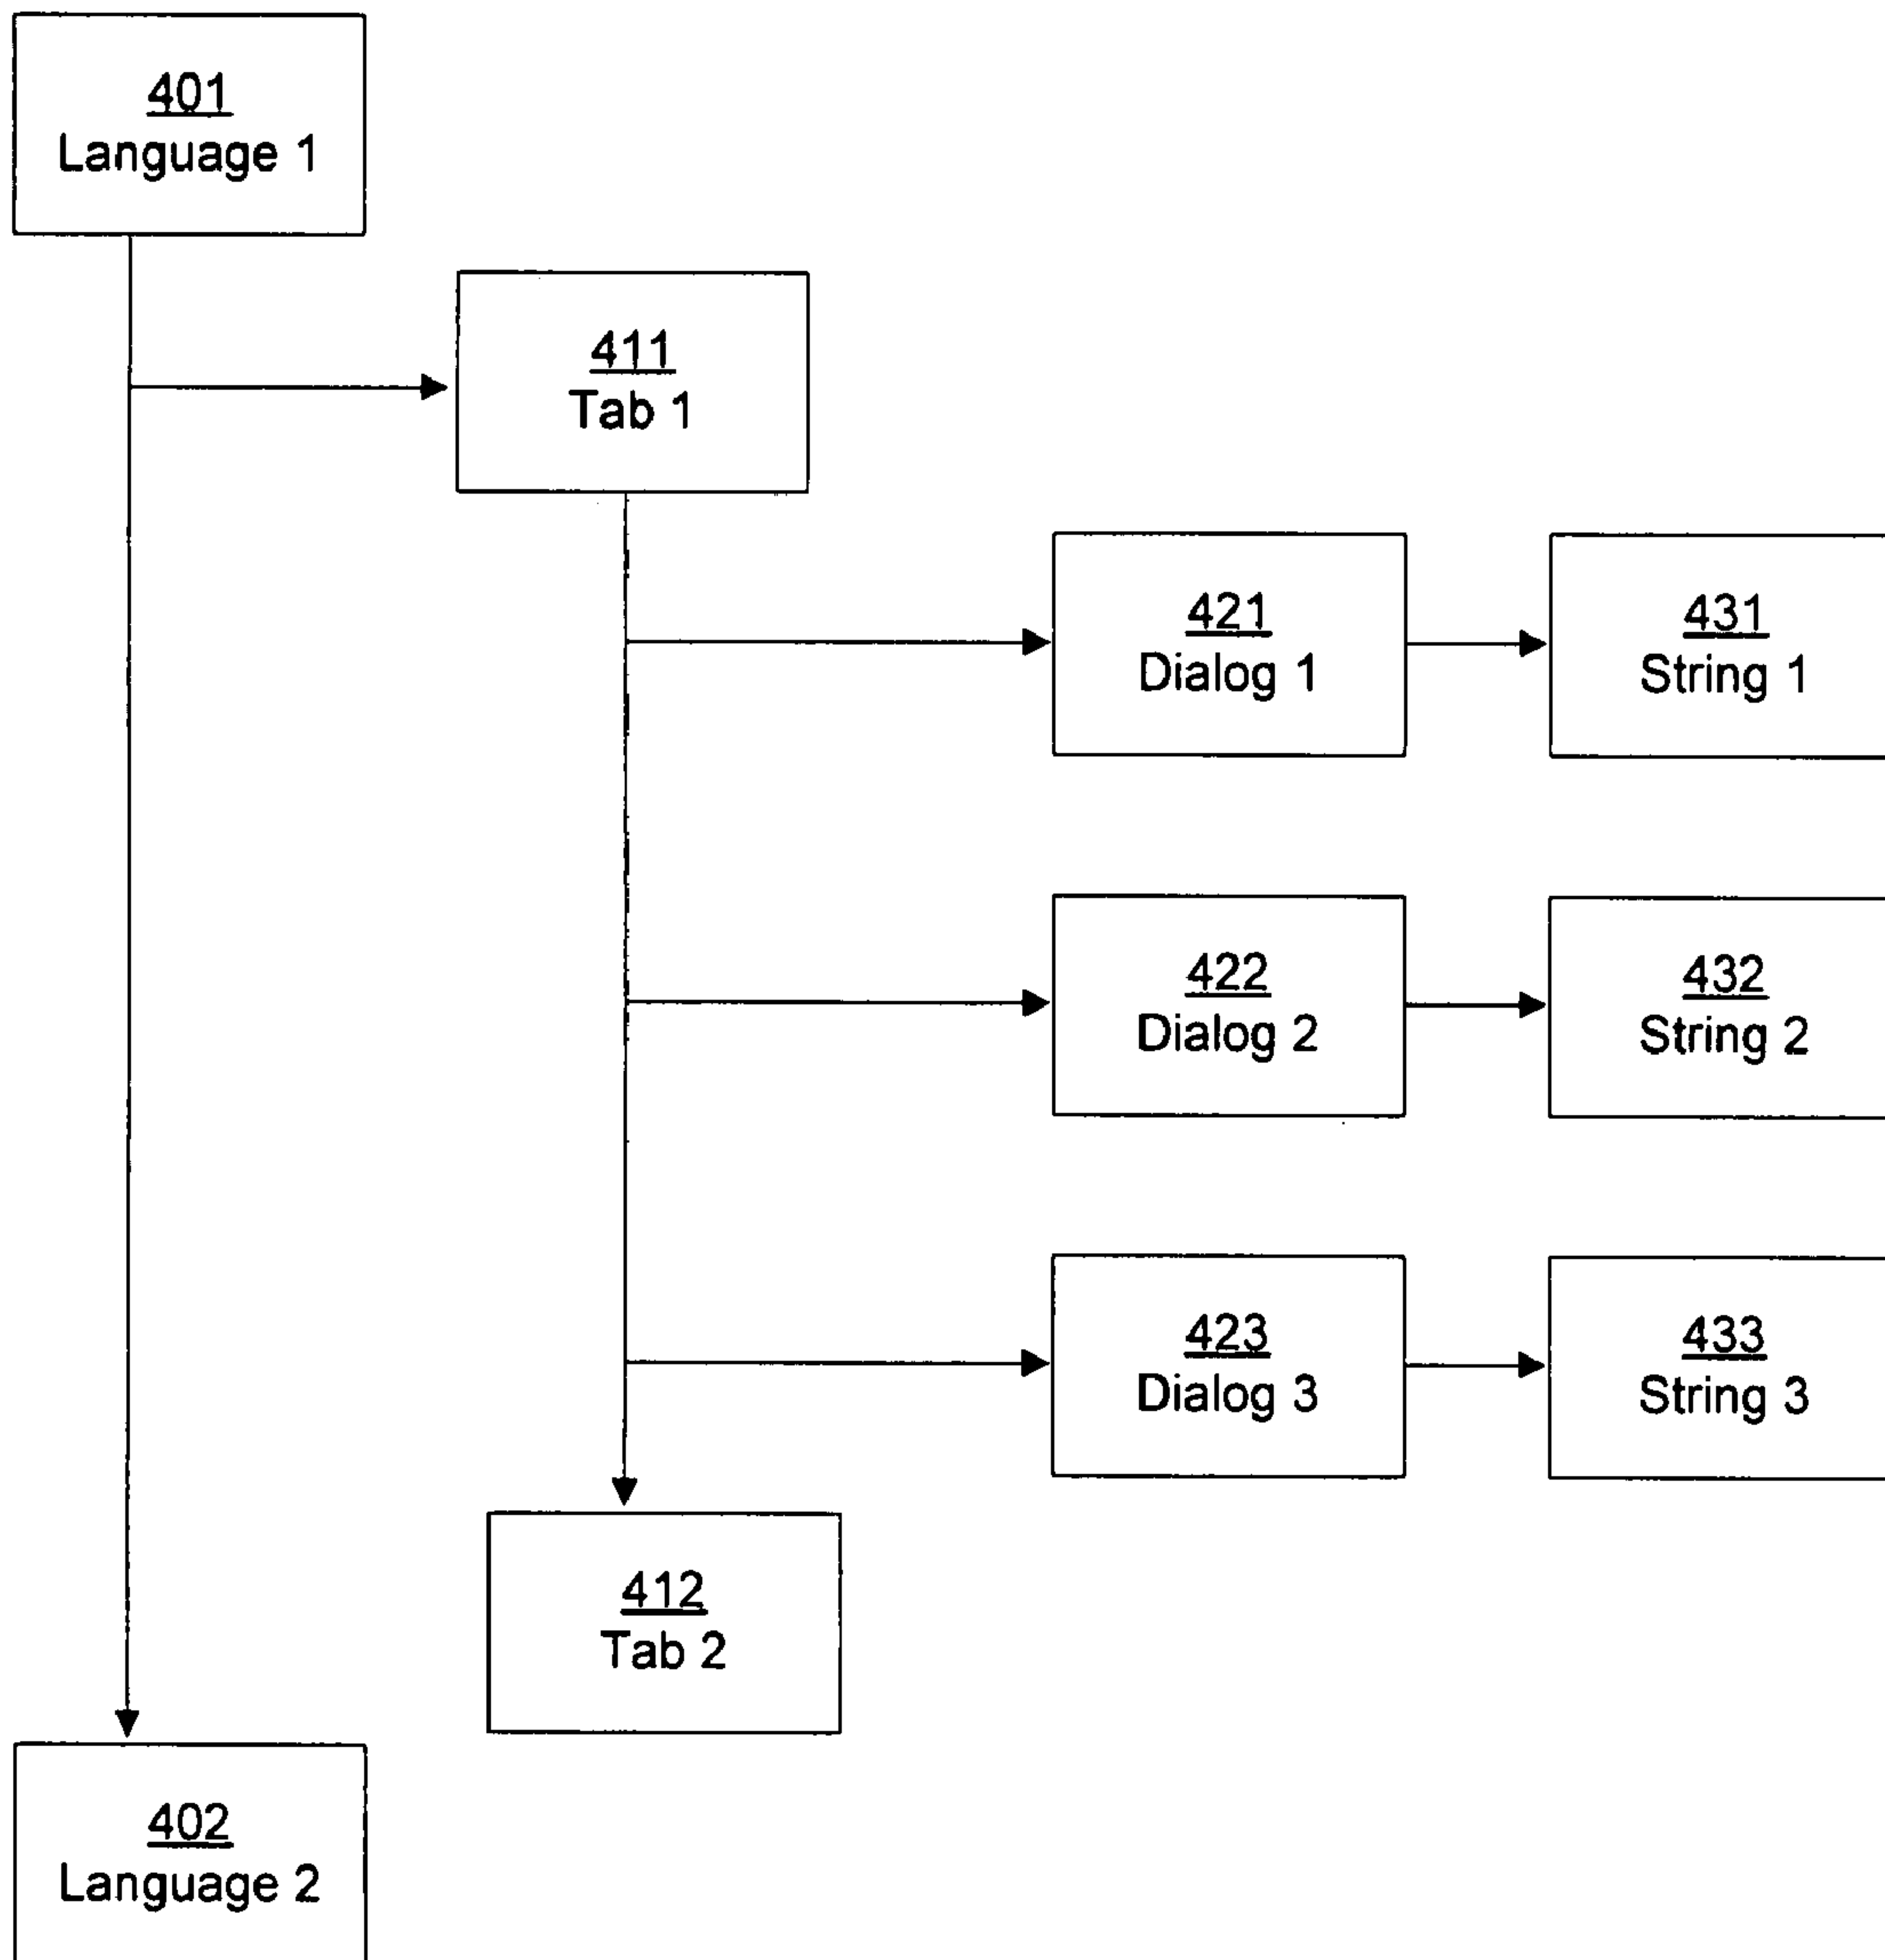 401
Language 1
411
Tab 1
421
Dialog 1
431
String 1
422
Dialog 2
432
String 2
423
Dialog 3
433
String 3
412
Tab 2
402
Language 2